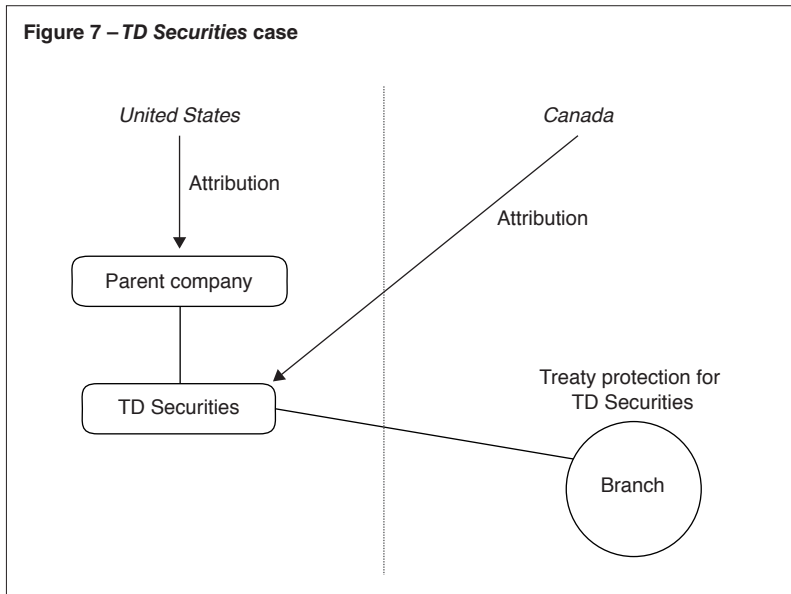 Figure 7 – TD Securities case
United States
Canada
Attribution
Attribution
Parent company
TD Securities
Treaty protection for
TD Securities
Branch